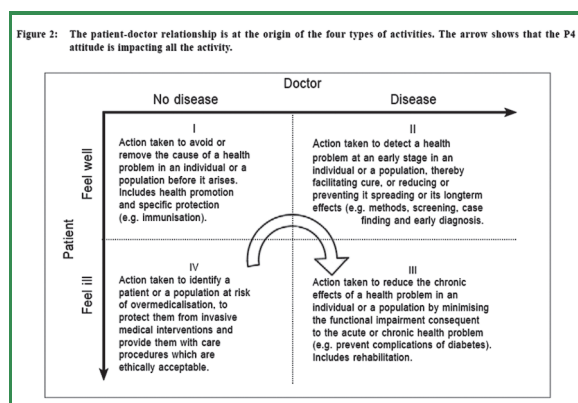 Figure 2: The patient-doctor relationship is at the origin of the four types of activities. The arrow shows that the P4
attitude is impacting all the activity.
Doctor
No disease
Disease
Patient
Feel well
Feel ill
I
Action taken to avoid or
remove the cause of a health
problem in an individual or a
population before it arises.
Includes health promotion
and specific protection
(e.g. immunisation).
II
Action taken to detect a health
problem at an early stage in an
individual or a population, thereby
facilitating cure, or reducing or
preventing it spreading or its longterm
effects (e.g. methods, screening, case
finding and early diagnosis.
IV
Action taken to identify a
patient or a population at risk
of overmedicalisation, to
protect them from invasive
medical interventions and
provide them with care
procedures which are
ethically acceptable.
III
Action taken to reduce the chronic
effects of a health problem in an
individual or a population by minimising
the functional impairment consequent
to the acute or chronic health problem
(e.g. prevent complications of diabetes).
Includes rehabilitation.